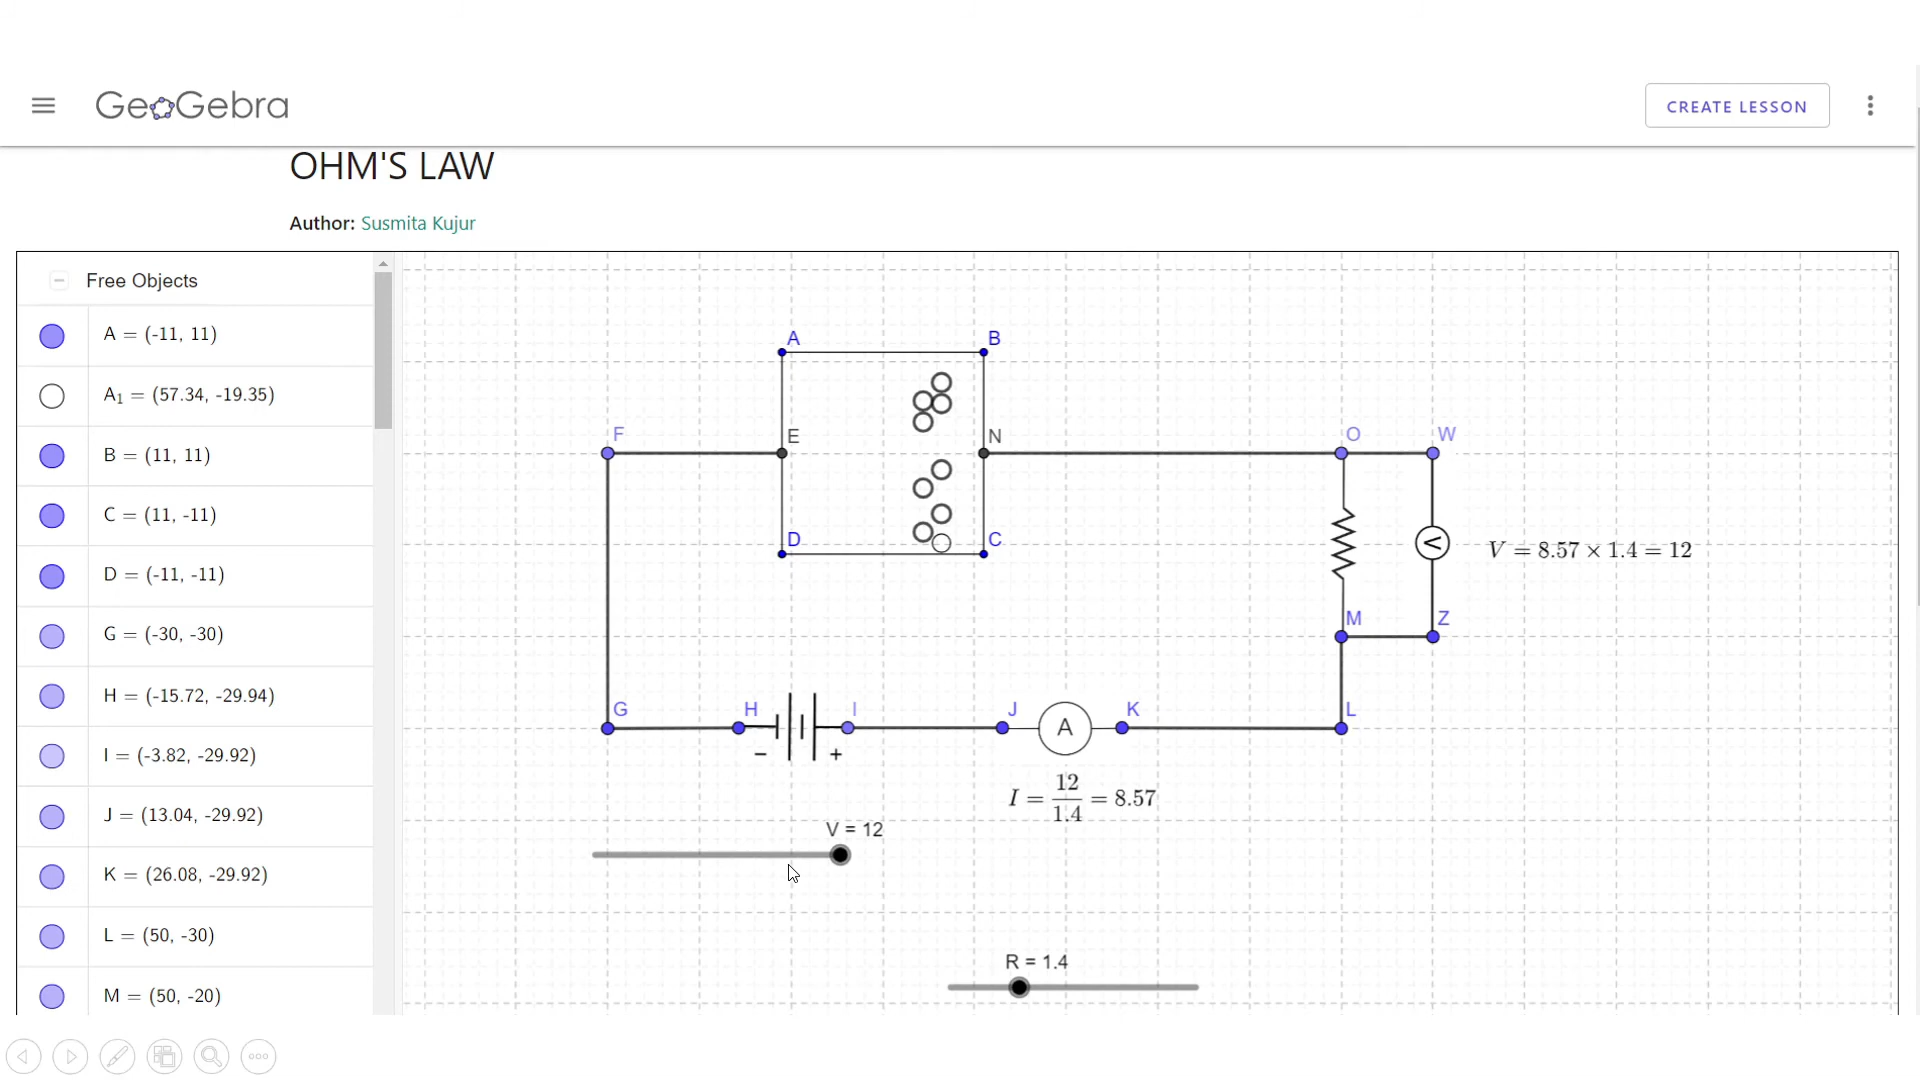 GeoGebra
CREATE LESSON
OHM'S LAW
Author: Susmita Kujur
Free Objects
A = (-11, 11)
A₁ = (57.34, -19.35)
B = (11, 11)
C = (11, -11)
D = (-11, -11)
G = (-30, -30)
H = (-15.72, -29.94)
I = (-3.82, -29.92)
J = (13.04, -29.92)
K = (26.08, -29.92)
L = (50, -30)
M = (50, -20)
A
B
F
E
N
O
W
D
C
V
V = 8.57 × 1.4 = 12
M
Z
G
H
I
J
A
K
L
− +
I = 12/1.4 = 8.57
V = 12
R = 1.4